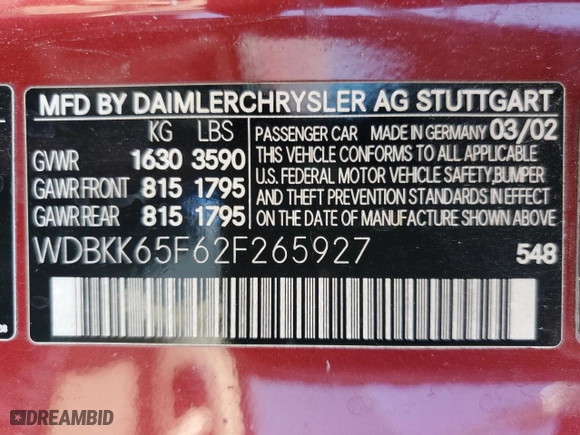 MFD BY DAIMLERCHRYSLER AG STUTTGART
KG LBS
GVWR 1630 3590
GAWR FRONT 815 1795
GAWR REAR 815 1795
PASSENGER CAR MADE IN GERMANY 03/02
THIS VEHICLE CONFORMS TO ALL APPLICABLE
U.S. FEDERAL MOTOR VEHICLE SAFETY,BUMPER
AND THEFT PREVENTION STANDARDS IN EFFECT
ON THE DATE OF MANUFACTURE SHOWN ABOVE.
WDBKK65F62F265927 548
DREAMBID